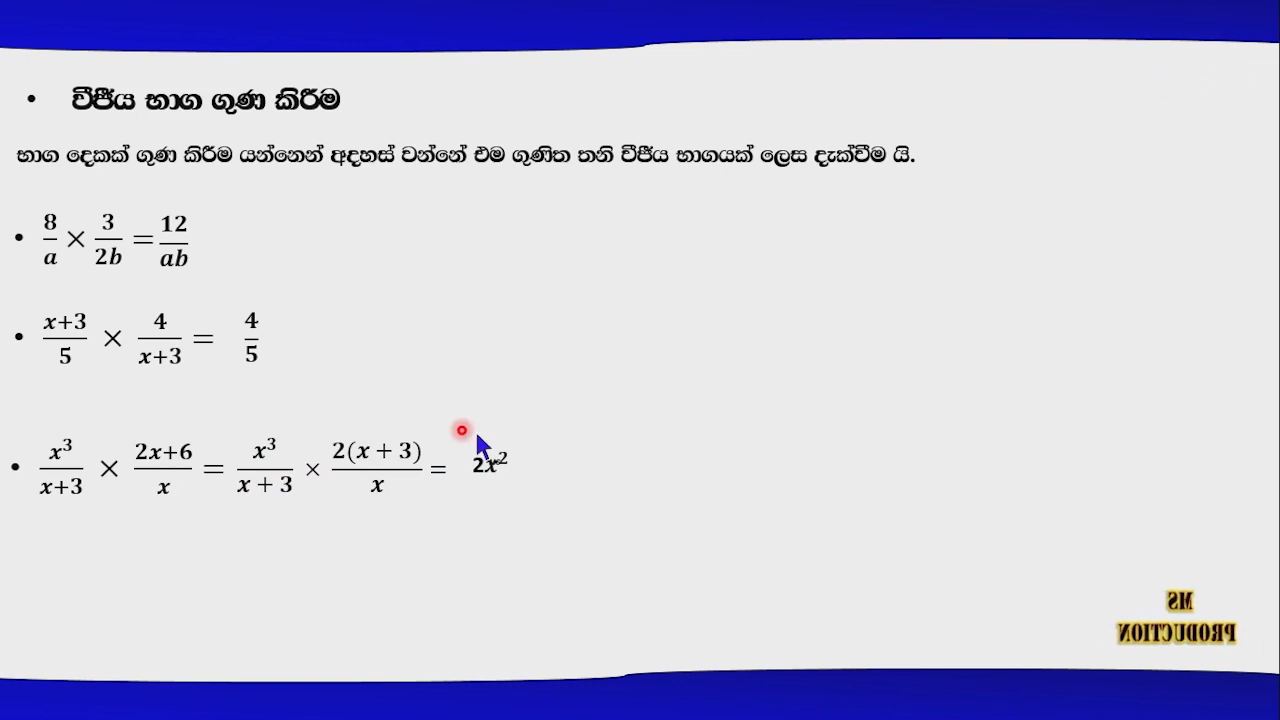 • වීජීය භාග ගුණ කිරීම
භාග දෙකක් ගුණ කිරීම යන්නෙන් අදහස් වන්නේ එම ගුණිත තනි වීජීය භාගයක් ලෙස දැක්වීම යි.
• 8/a × 3/2b = 12/ab
• x+3/5 × 4/x+3 = 4/5
• x³/x+3 × 2x+6/x = x³/x + 3 × 2(x + 3)/x = 2x²
MS
PRODUCTION